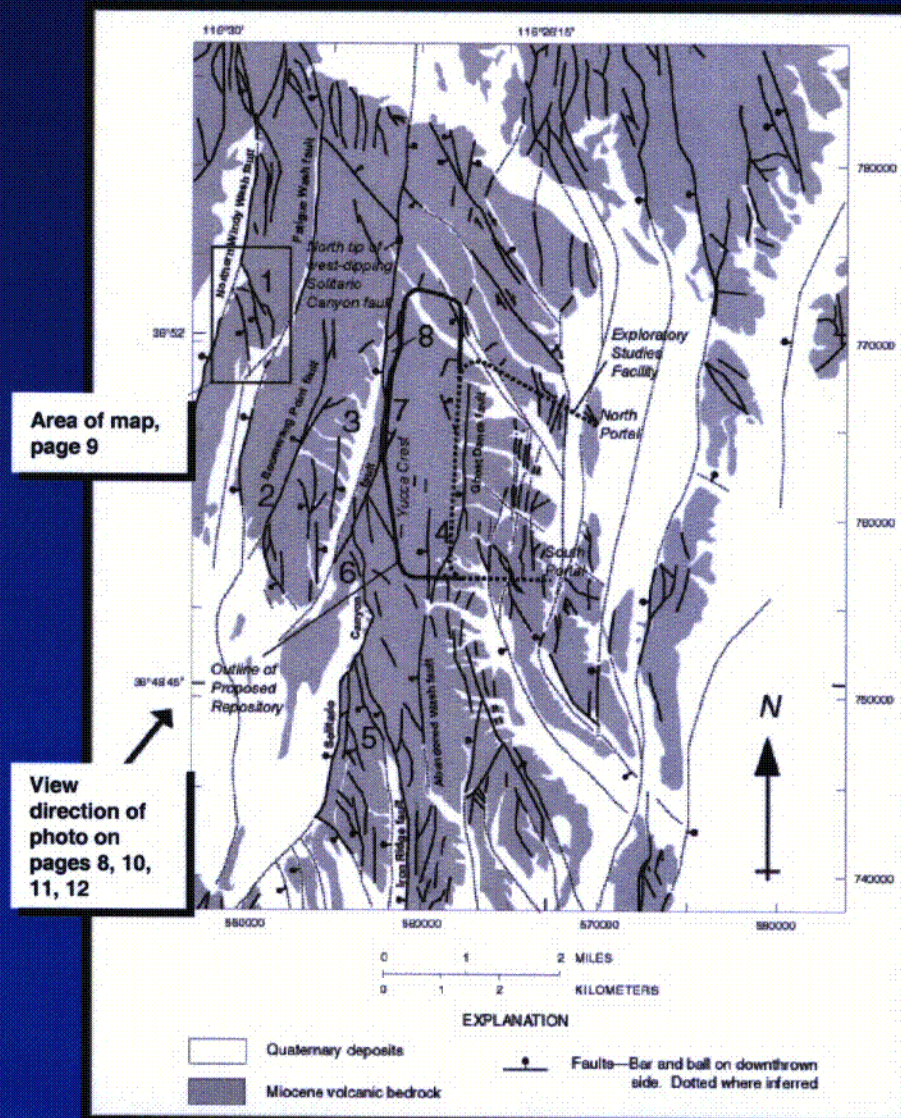 116°30'
116°26'15"
Northern Windy Wash fault
Fatigue Wash fault
780000
North tip of
west-dipping
Solitario
Canyon fault
1
8
36°52'
Exploratory
Studies
Facility
770000
Area of map,
page 9
Boomerang Point fault
3
7
Yucca Crest
fault
Ghost Dance fault
North
Portal
2
4
760000
6
South
Portal
Canyon
Outline of
Proposed
Repository
36°48'45"
Solitario
5
Abandoned Wash fault
750000
N
View
direction of
photo on
pages 8, 10,
11, 12
Iron Ridge fault
740000
550000
560000
570000
580000
0 1 2 MILES
0 1 2 KILOMETERS
EXPLANATION
Quaternary deposits
Miocene volcanic bedrock
Faults—Bar and ball on downthrown
side. Dotted where inferred